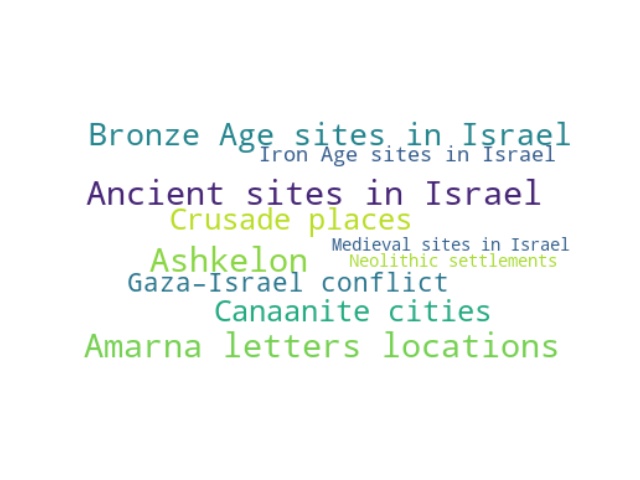 Bronze Age sites in Israel
Iron Age sites in Israel
Ancient sites in Israel
Crusade places
Medieval sites in Israel
Ashkelon
Neolithic settlements
Gaza–Israel conflict
Canaanite cities
Amarna letters locations